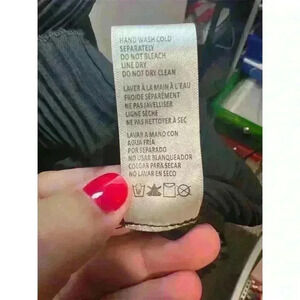 HAND WASH COLD
SEPARATELY
DO NOT BLEACH
LINE DRY
DO NOT DRY CLEAN
LAVER À LA MAIN À L'EAU
FROIDE SÉPARÉMENT
NE PAS JAVELLISER
LIGNE SÈCHE
NE PAS NETTOYER À SEC
LAVAR A MANO CON
AGUA FRÍA
POR SEPARADO
NO USAR BLANQUEADOR
COLGAR PARA SECAR
NO LAVAR EN SECO